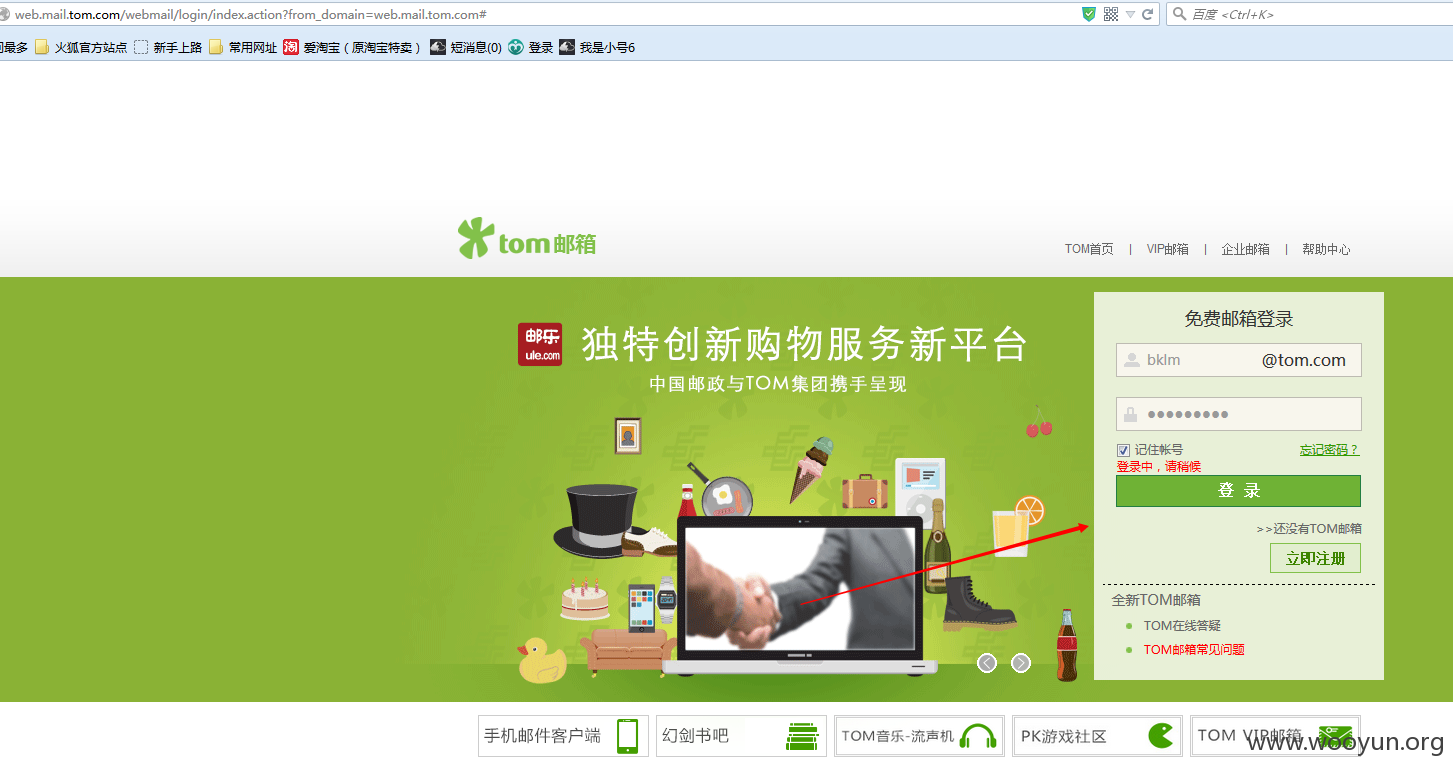 web.mail.tom.com/webmail/login/index.action?from_domain=web.mail.tom.com#
百度 <Ctrl+K>
问最多 火狐官方站点 新手上路 常用网址 淘 爱淘宝（原淘宝特卖） 短消息(0) 登录 我是小号6
tom邮箱
TOM首页 | VIP邮箱 | 企业邮箱 | 帮助中心
邮乐
ule.com
独特创新购物服务新平台
中国邮政与TOM集团携手呈现
免费邮箱登录
bklm @tom.com
●●●●●●●●●
记住帐号 忘记密码？
登录中，请稍候
登 录
>>还没有TOM邮箱
立即注册
全新TOM邮箱
TOM在线答疑
TOM邮箱常见问题
手机邮件客户端 幻剑书吧 TOM音乐-流声机 PK游戏社区 TOM VIP邮箱
www.wooyun.org